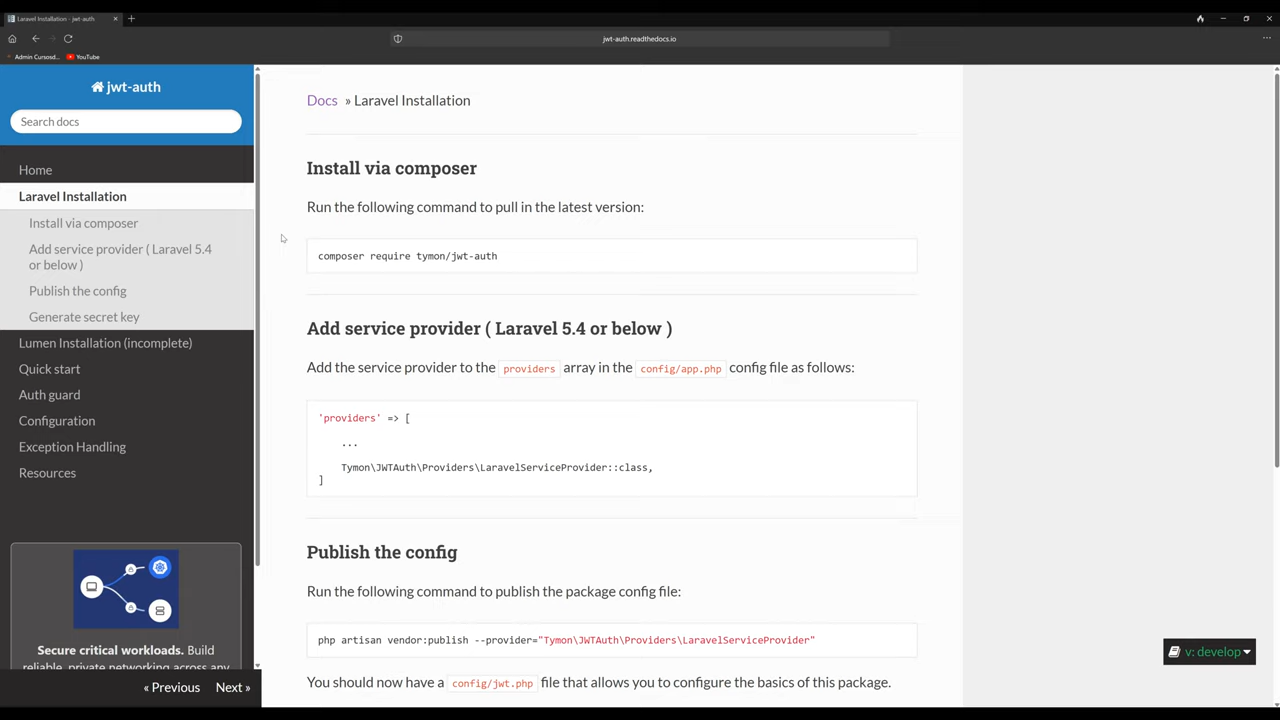 Laravel Installation - jwt-auth
jwt-auth.readthedocs.io
Admin Cursosd...
YouTube
jwt-auth
Search docs
Home
Laravel Installation
Install via composer
Add service provider ( Laravel 5.4
or below )
Publish the config
Generate secret key
Lumen Installation (incomplete)
Quick start
Auth guard
Configuration
Exception Handling
Resources
Secure critical workloads. Build
reliable, private networking across any
« Previous
Next »
Docs » Laravel Installation
Install via composer
Run the following command to pull in the latest version:
composer require tymon/jwt-auth
Add service provider ( Laravel 5.4 or below )
Add the service provider to the providers array in the config/app.php config file as follows:
'providers' => [
...
Tymon\JWTAuth\Providers\LaravelServiceProvider::class,
]
Publish the config
Run the following command to publish the package config file:
php artisan vendor:publish --provider="Tymon\JWTAuth\Providers\LaravelServiceProvider"
You should now have a config/jwt.php file that allows you to configure the basics of this package.
v: develop